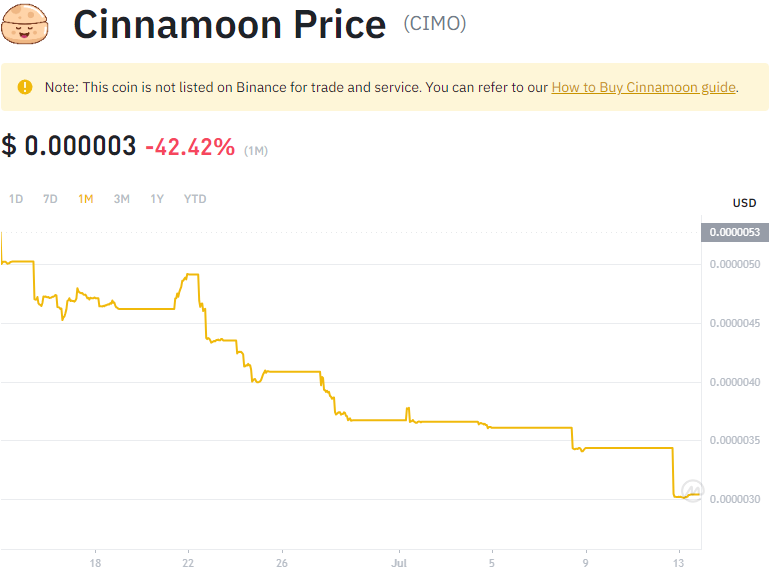 Cinnamoon Price (CIMO)
Note: This coin is not listed on Binance for trade and service. You can refer to our How to Buy Cinnamoon guide.
$ 0.000003 -42.42% (1M)
1D 7D 1M 3M 1Y YTD
USD
0.0000053
0.0000050
0.0000045
0.0000040
0.0000035
0.0000030
18 22 26 Jul 5 9 13